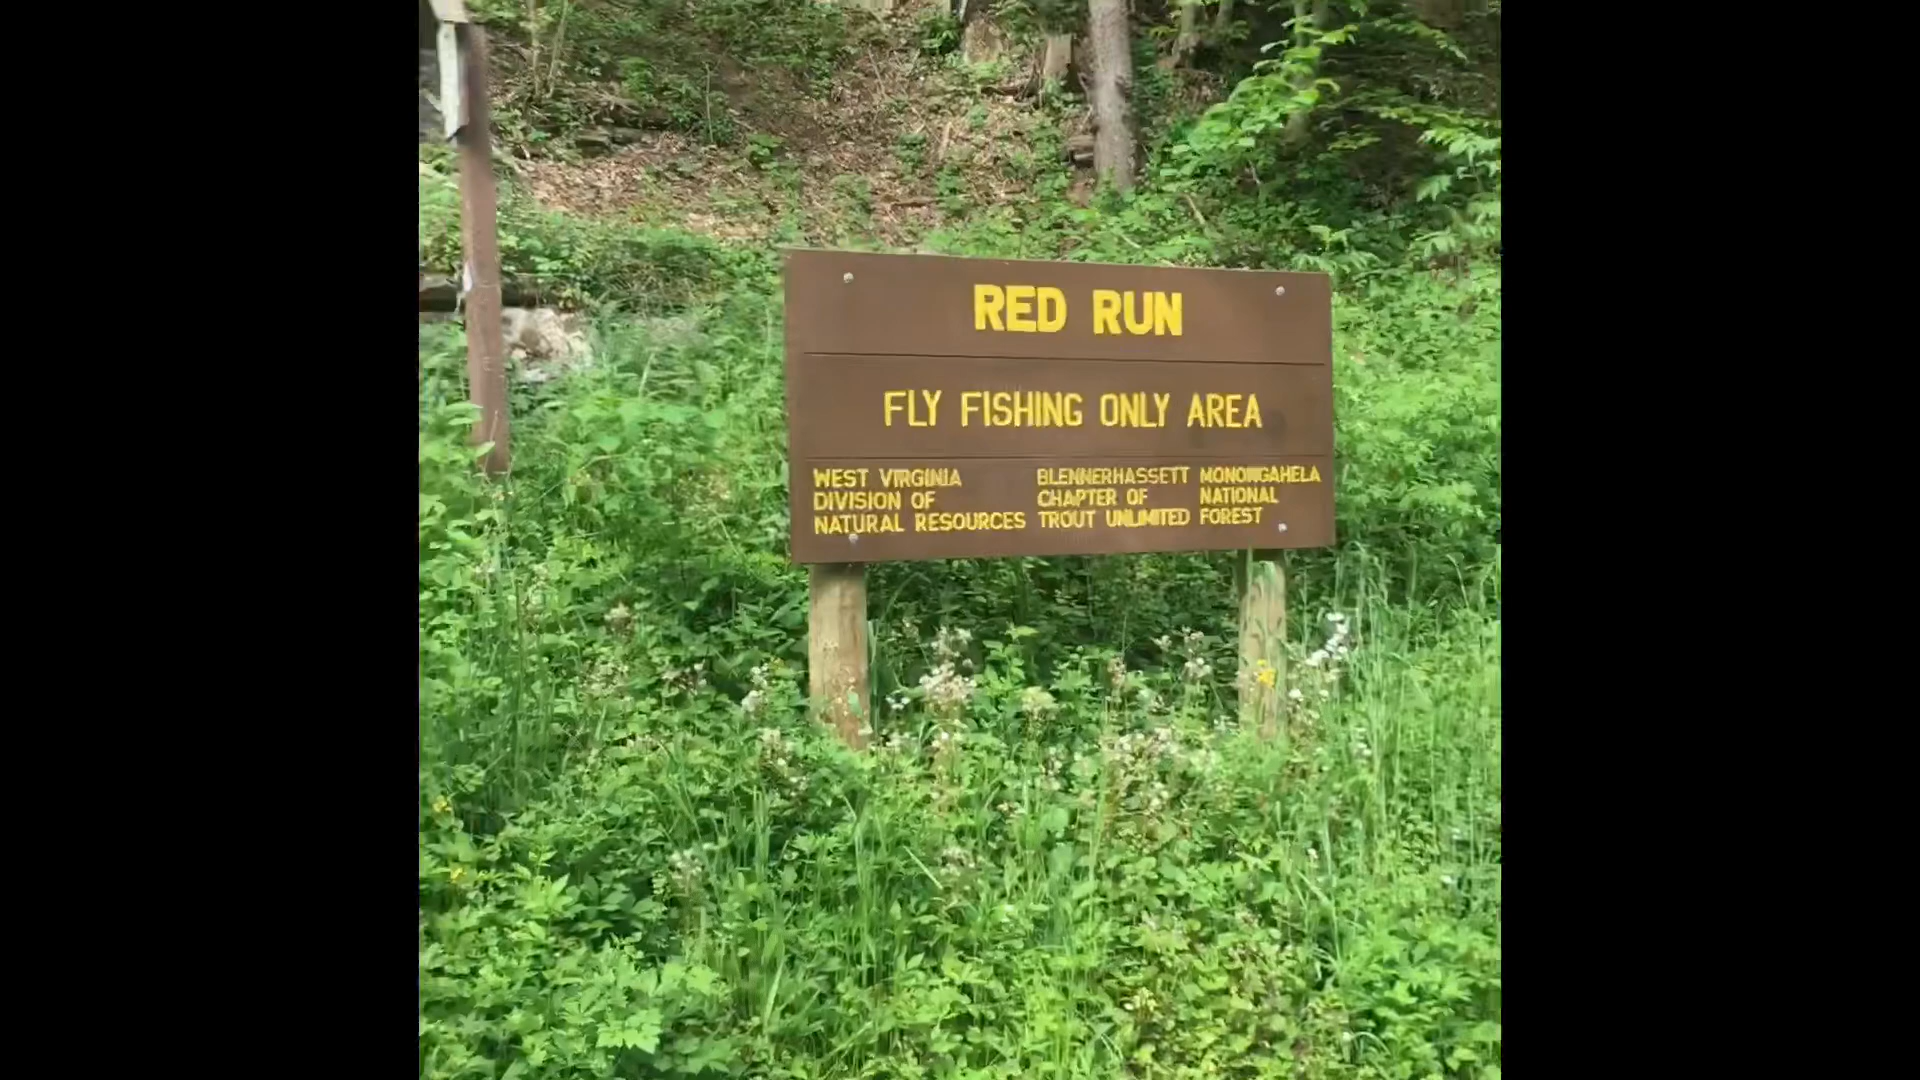 RED RUN
FLY FISHING ONLY AREA
WEST VIRGINIA
DIVISION OF
NATURAL RESOURCES
BLENNERHASSETT
CHAPTER OF
TROUT UNLIMITED
MONONGAHELA
NATIONAL
FOREST